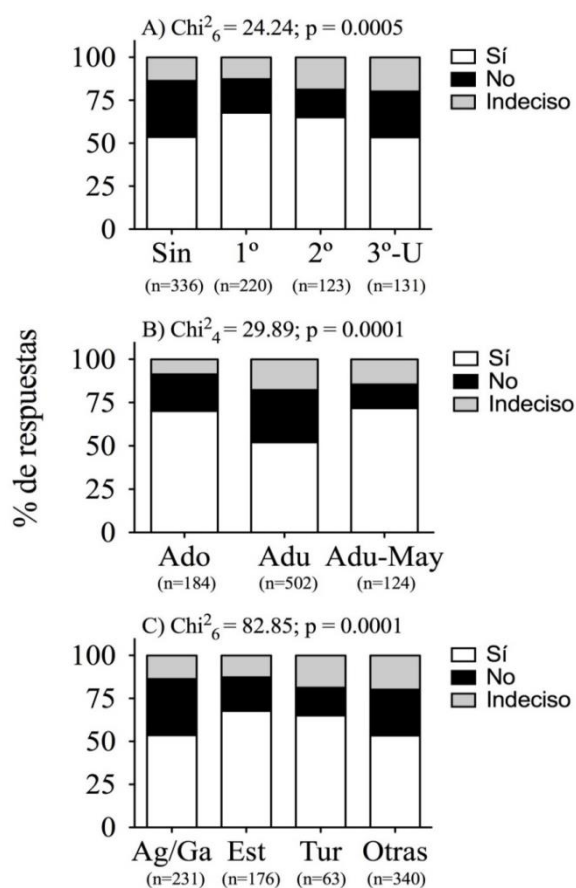 A) Chi²₆ = 24.24; p = 0.0005
100
75
50
25
0
Sí
No
Indeciso
Sin 1º 2º 3º-U
(n=336) (n=220) (n=123) (n=131)
% de respuestas
B) Chi²₄ = 29.89; p = 0.0001
100
75
50
25
0
Sí
No
Indeciso
Ado Adu Adu-May
(n=184) (n=502) (n=124)
C) Chi²₆ = 82.85; p = 0.0001
100
75
50
25
0
Sí
No
Indeciso
Ag/Ga Est Tur Otras
(n=231) (n=176) (n=63) (n=340)